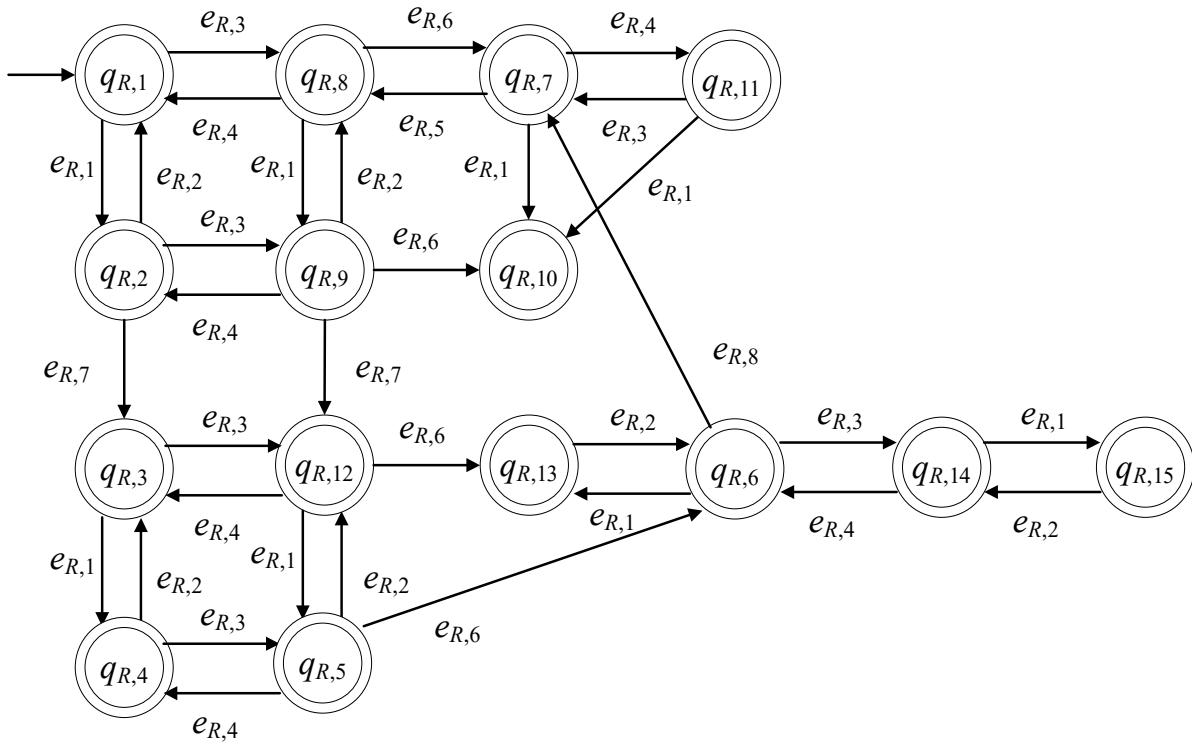 e_{R,3} e_{R,6} e_{R,4}
q_{R,1} q_{R,8} q_{R,7} q_{R,11}
e_{R,4} e_{R,5} e_{R,3}
e_{R,1} e_{R,2} e_{R,1} e_{R,2} e_{R,1} e_{R,1}
e_{R,3} e_{R,6}
q_{R,2} q_{R,9} q_{R,10}
e_{R,4}
e_{R,7} e_{R,7} e_{R,8}
e_{R,3} e_{R,6} e_{R,2} e_{R,3} e_{R,1}
q_{R,3} q_{R,12} q_{R,13} q_{R,6} q_{R,14} q_{R,15}
e_{R,4} e_{R,1} e_{R,4} e_{R,2}
e_{R,1} e_{R,2} e_{R,1} e_{R,2}
e_{R,3} e_{R,6}
q_{R,4} q_{R,5}
e_{R,4}